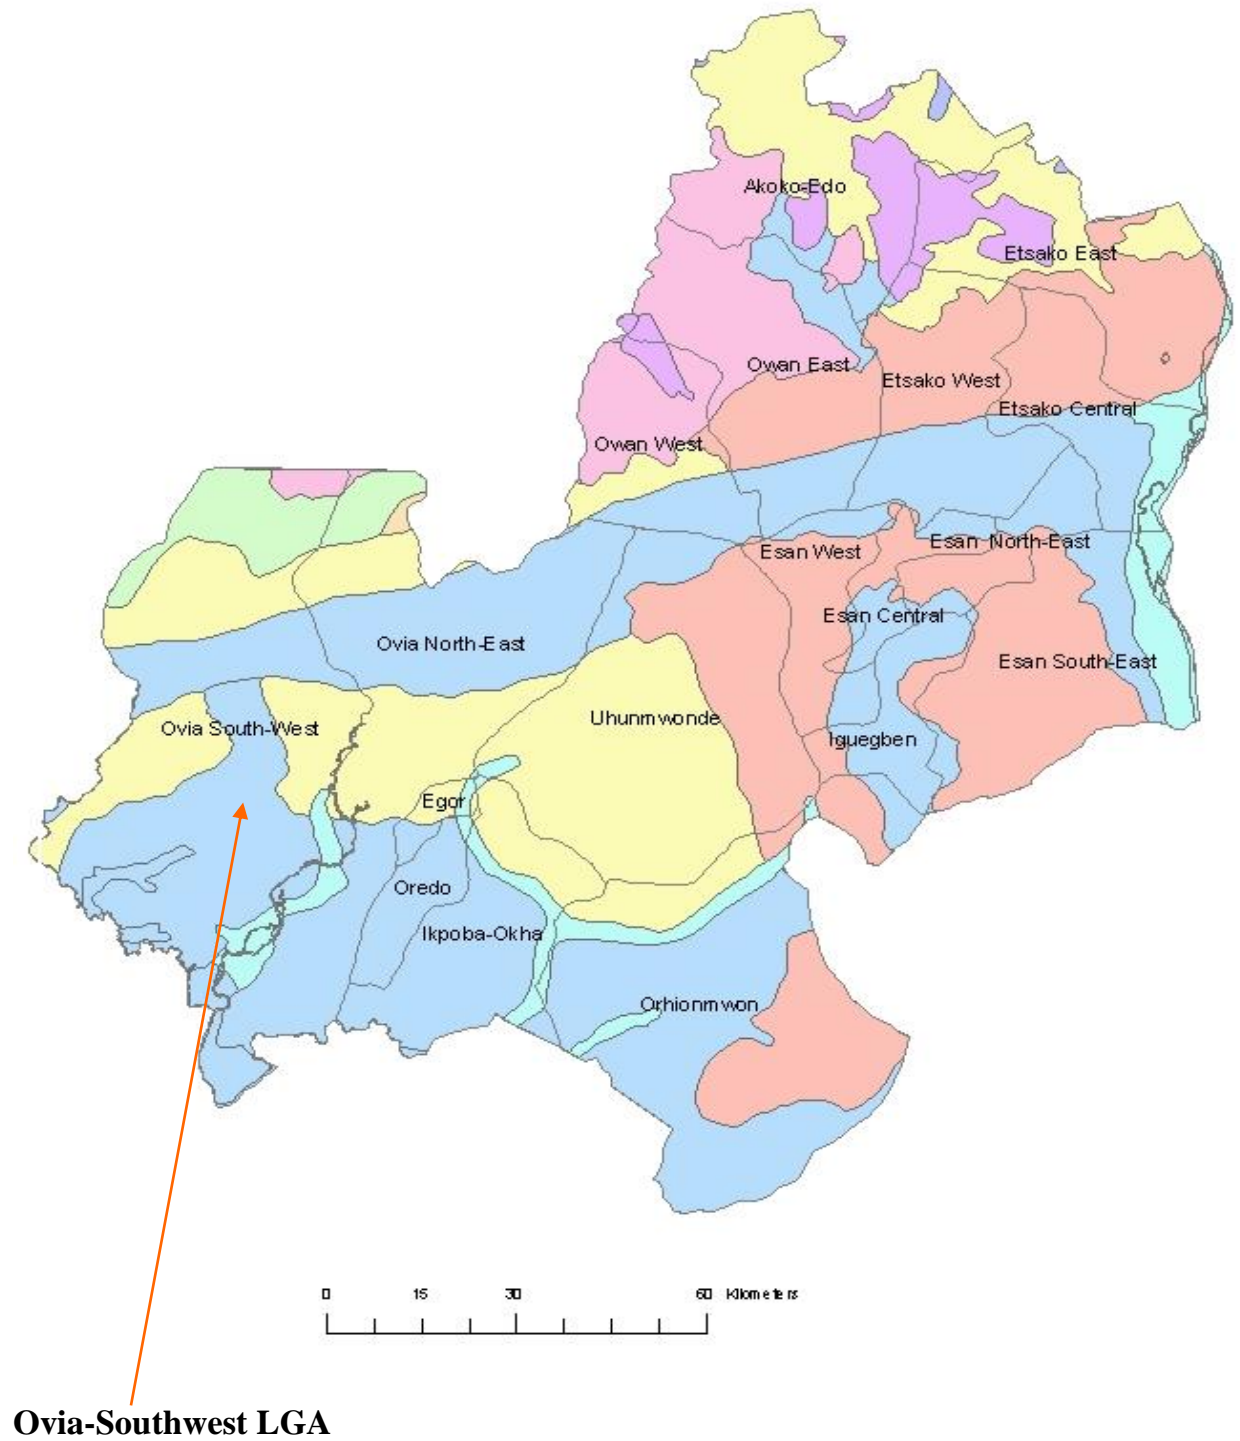 Akoko-Edo
Etsako East
Owan East
Etsako West
Etsako Central
Owan West
Esan West
Esan North-East
Esan Central
Ovia North-East
Esan South-East
Uhunmwonde
Ovia South-West
Iguegben
Egor
Oredo
Ikpoba-Okha
Orhionmwon
0 15 30 60 Kilometers
Ovia-Southwest LGA